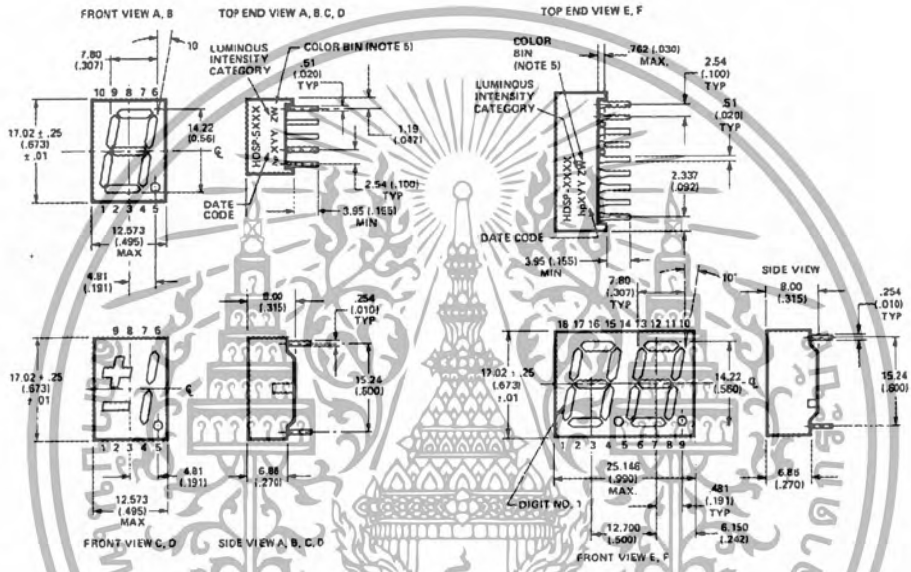 FRONT VIEW A, B
TOP END VIEW A, B, C, D
TOP END VIEW E, F
10
7.80
(.307)
10 9 8 7 6
17.02 ± .25
(.673)
± .01
14.22
(0.56)
1 2 3 4 5
12.573
(.495)
MAX
4.81
(.191)
LUMINOUS
INTENSITY
CATEGORY
COLOR BIN (NOTE 5)
.51
(.020)
TYP
HDSP-5XXX
1.19
(.047)
2.54 (.100)
TYP
DATE
CODE
3.95 (.155)
MIN
COLOR
BIN
(NOTE 5)
.762 (.030)
MAX.
2.54
(.100)
TYP
LUMINOUS
INTENSITY
CATEGORY
.51
(.020)
TYP
HDSP-XXXX
hpXYY ZW
2.337
(.092)
DATE CODE
3.95 (.155)
MIN
9 8 7 6
17.02 ± .25
(.673)
± .01
1 2 3 4 5
4.81
(.191)
12.573
(.495)
MAX
FRONT VIEW C, D
8.00
(.315)
.254
(.010)
TYP
15.24
(.600)
6.86
(.270)
SIDE VIEW A, B, C, D
7.80
(.307)
TYP
10°
18 17 16 15 14 13 12 11 10
17.02 ± .25
(.673)
±.01
14.22
(.560)
1 2 3 4 5 6 7 8 9
25.146
(.990)
MAX.
DIGIT NO. 1
.481
(.191)
TYP
12.700
(.500)
6.150
(.242)
FRONT VIEW E, F
SIDE VIEW
8.00
(.315)
.254
(.010)
TYP
15.24
(.600)
6.86
(.270)